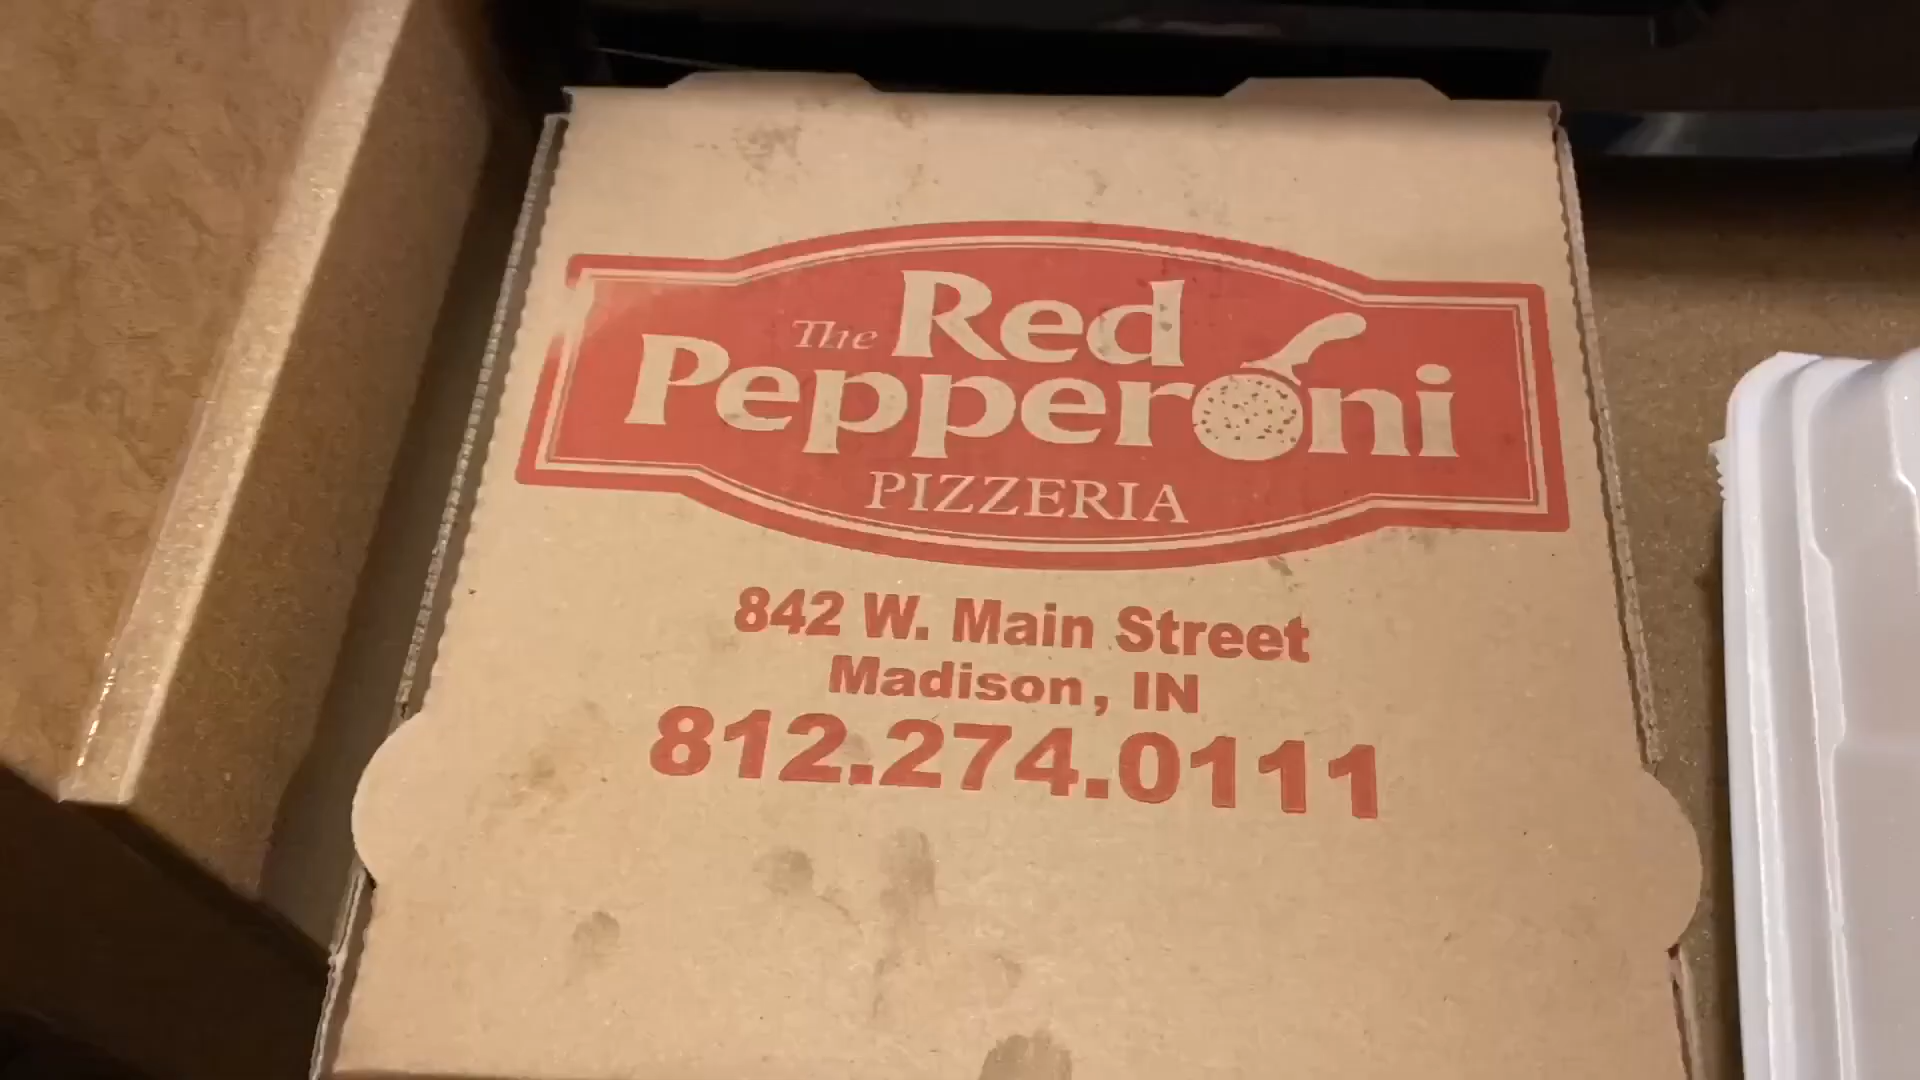 The Red
Pepperoni
PIZZERIA
842 W. Main Street
Madison, IN
812.274.0111